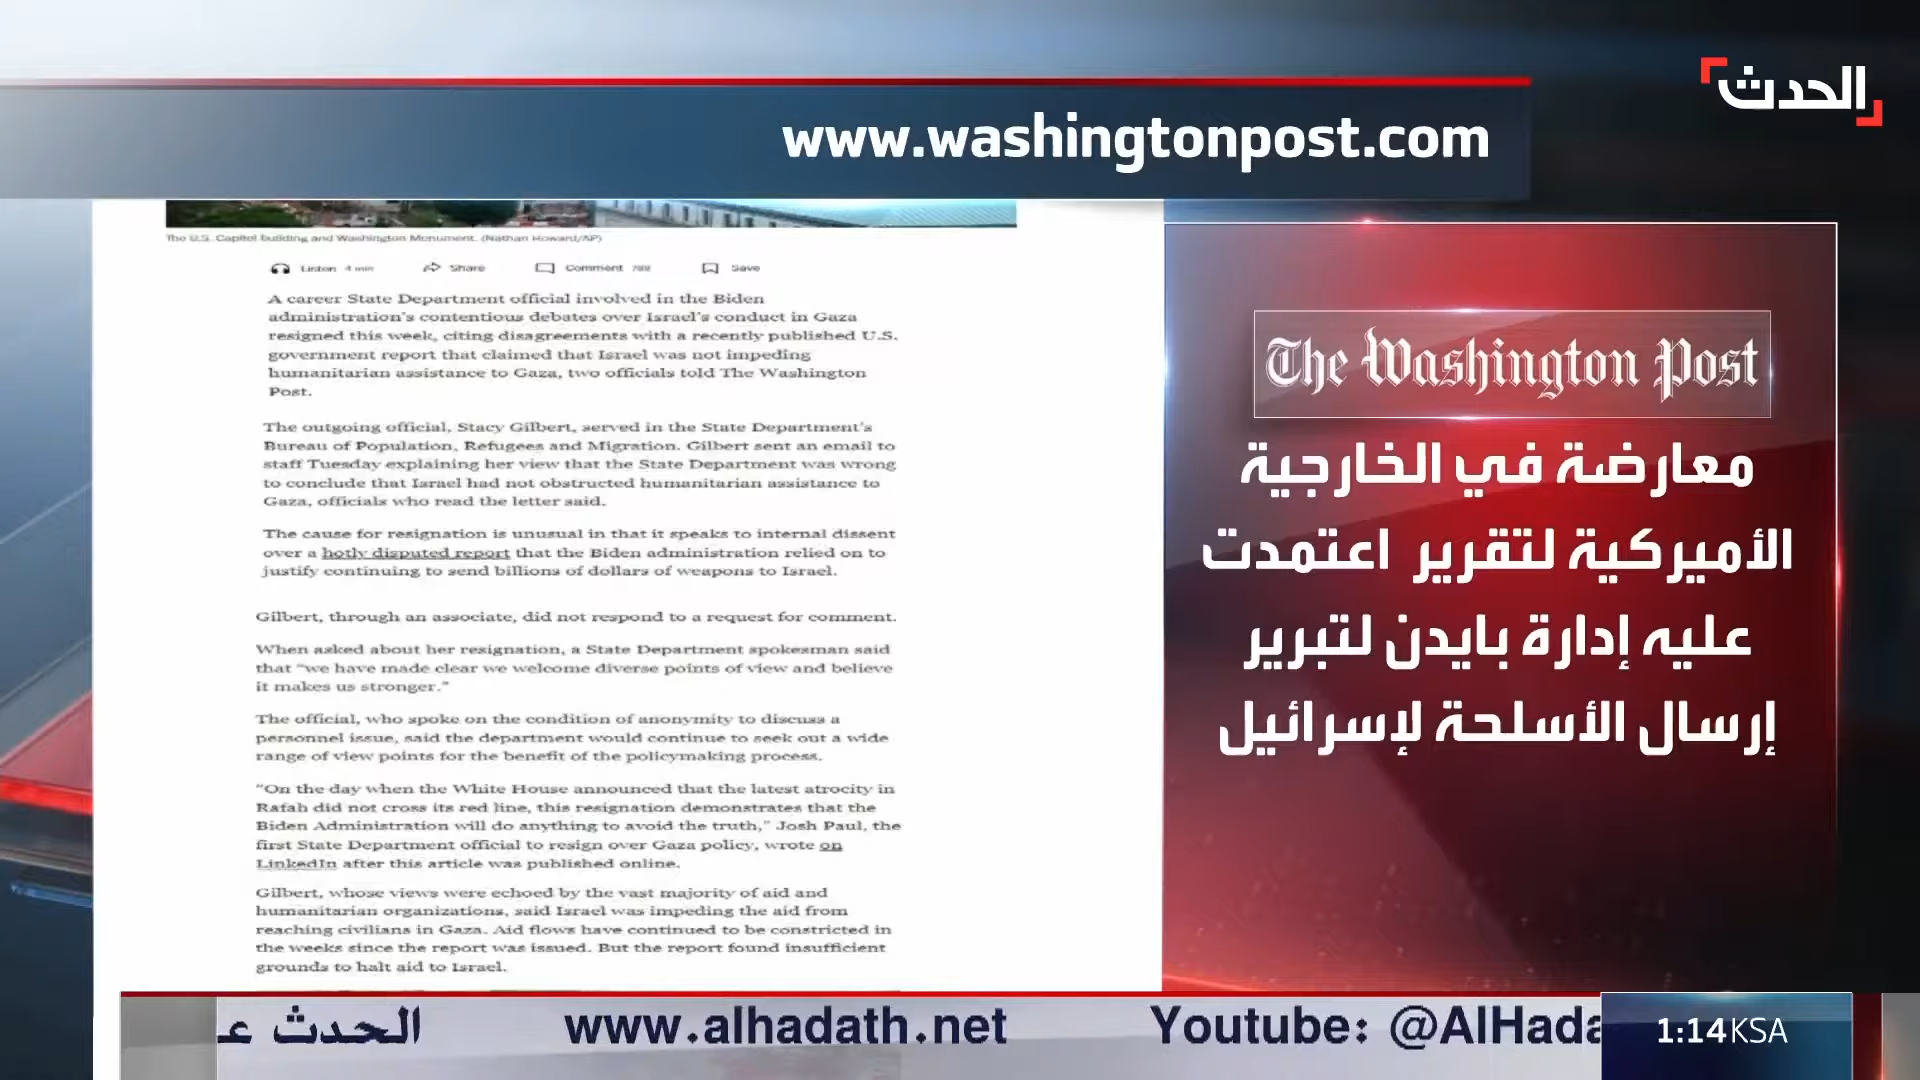 الحدث
www.washingtonpost.com
The U.S. Capitol building and Washington Monument. (Nathan Howard/AP)
Listen 4 min Share Comment 788 Save
A career State Department official involved in the Biden
administration's contentious debates over Israel's conduct in Gaza
resigned this week, citing disagreements with a recently published U.S.
government report that claimed that Israel was not impeding
humanitarian assistance to Gaza, two officials told The Washington
Post.
The outgoing official, Stacy Gilbert, served in the State Department's
Bureau of Population, Refugees and Migration. Gilbert sent an email to
staff Tuesday explaining her view that the State Department was wrong
to conclude that Israel had not obstructed humanitarian assistance to
Gaza, officials who read the letter said.
The cause for resignation is unusual in that it speaks to internal dissent
over a hotly disputed report that the Biden administration relied on to
justify continuing to send billions of dollars of weapons to Israel.
Gilbert, through an associate, did not respond to a request for comment.
When asked about her resignation, a State Department spokesman said
that "we have made clear we welcome diverse points of view and believe
it makes us stronger."
The official, who spoke on the condition of anonymity to discuss a
personnel issue, said the department would continue to seek out a wide
range of view points for the benefit of the policymaking process.
"On the day when the White House announced that the latest atrocity in
Rafah did not cross its red line, this resignation demonstrates that the
Biden Administration will do anything to avoid the truth," Josh Paul, the
first State Department official to resign over Gaza policy, wrote on
LinkedIn after this article was published online.
Gilbert, whose views were echoed by the vast majority of aid and
humanitarian organizations, said Israel was impeding the aid from
reaching civilians in Gaza. Aid flows have continued to be constricted in
the weeks since the report was issued. But the report found insufficient
grounds to halt aid to Israel.
The Washington Post
معارضة في الخارجية
الأميركية لتقرير اعتمدت
عليه إدارة بايدن لتبرير
إرسال الأسلحة لإسرائيل
الحدث ع www.alhadath.net Youtube: @AlHada
1:14 KSA